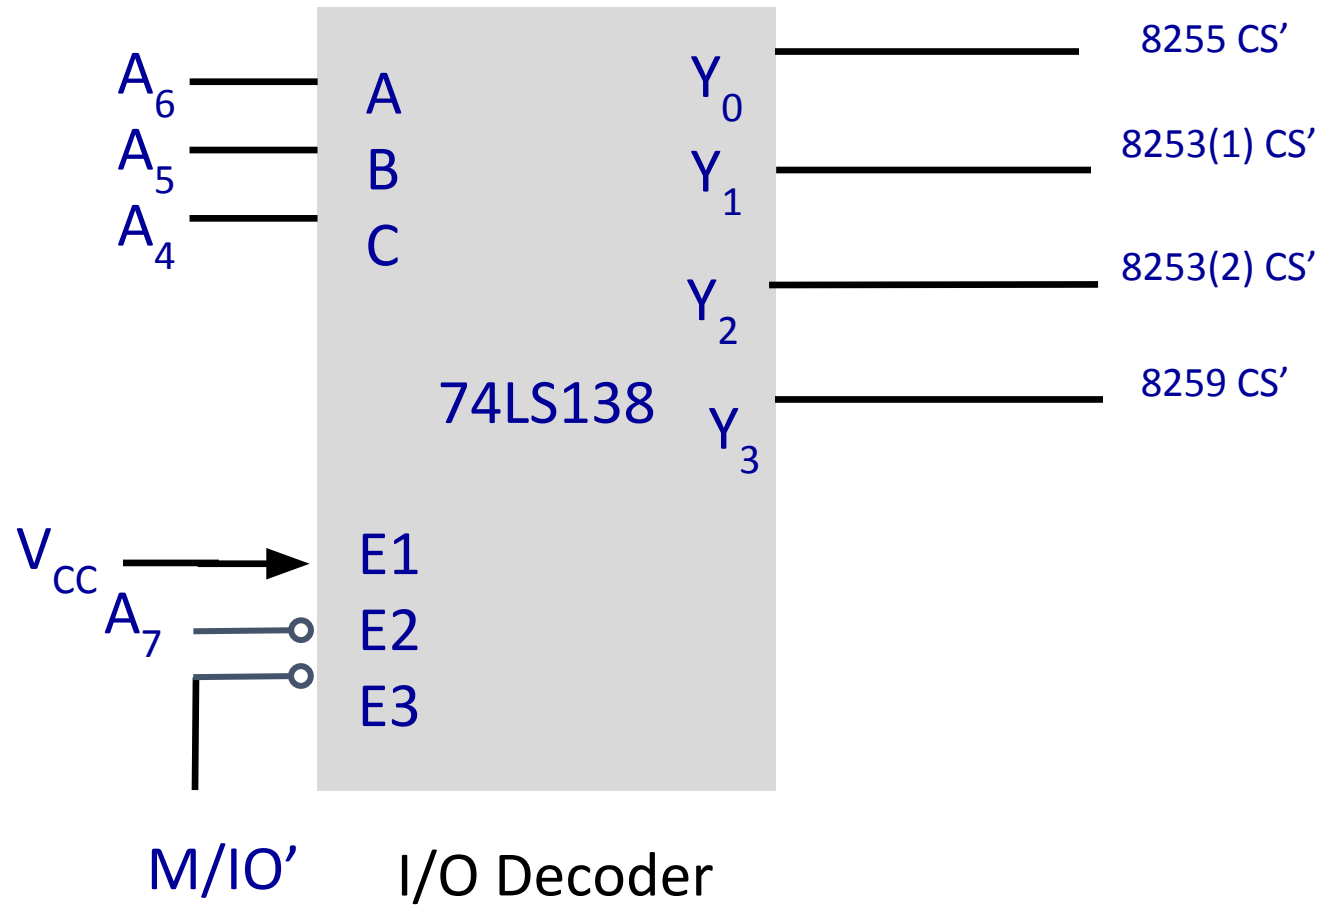 A6 A Y0 8255 CS’
A5 B Y1 8253(1) CS’
A4 C Y2 8253(2) CS’
74LS138 Y3 8259 CS’
VCC E1
A7 E2
E3
M/IO’ I/O Decoder